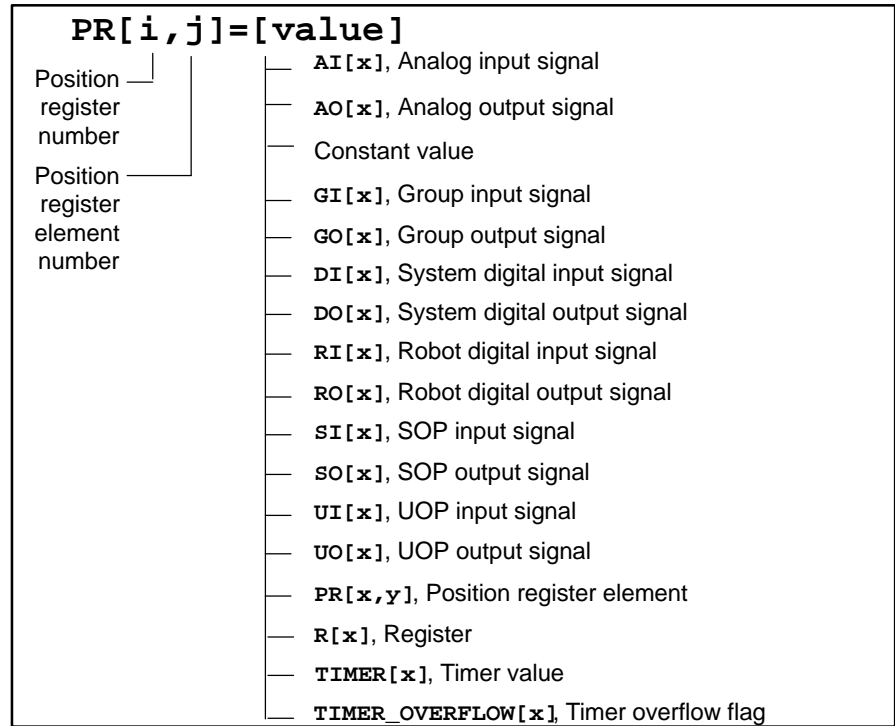 PR[i,j]=[value]
Position
register
number
Position
register
element
number
AI[x], Analog input signal
AO[x], Analog output signal
Constant value
GI[x], Group input signal
GO[x], Group output signal
DI[x], System digital input signal
DO[x], System digital output signal
RI[x], Robot digital input signal
RO[x], Robot digital output signal
SI[x], SOP input signal
SO[x], SOP output signal
UI[x], UOP input signal
UO[x], UOP output signal
PR[x,y], Position register element
R[x], Register
TIMER[x], Timer value
TIMER_OVERFLOW[x], Timer overflow flag